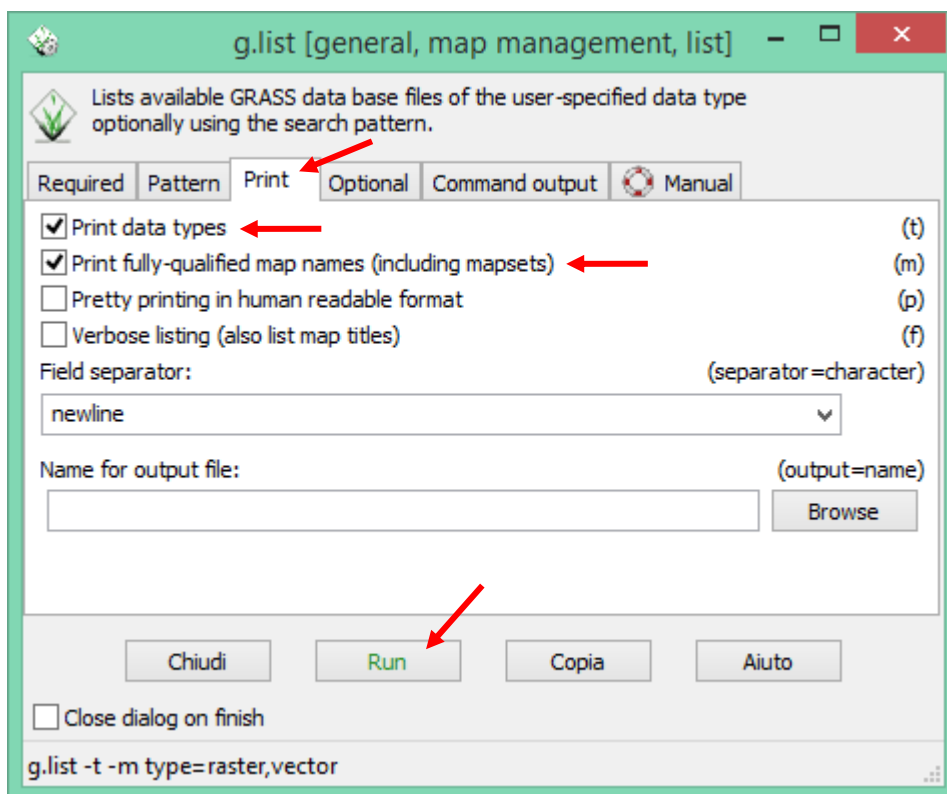 g.list [general, map management, list]
Lists available GRASS data base files of the user-specified data type
optionally using the search pattern.
Required Pattern Print Optional Command output Manual
Print data types (t)
Print fully-qualified map names (including mapsets) (m)
Pretty printing in human readable format (p)
Verbose listing (also list map titles) (f)
Field separator: (separator=character)
newline
Name for output file: (output=name)
Browse
Chiudi Run Copia Aiuto
Close dialog on finish
g.list -t -m type=raster,vector